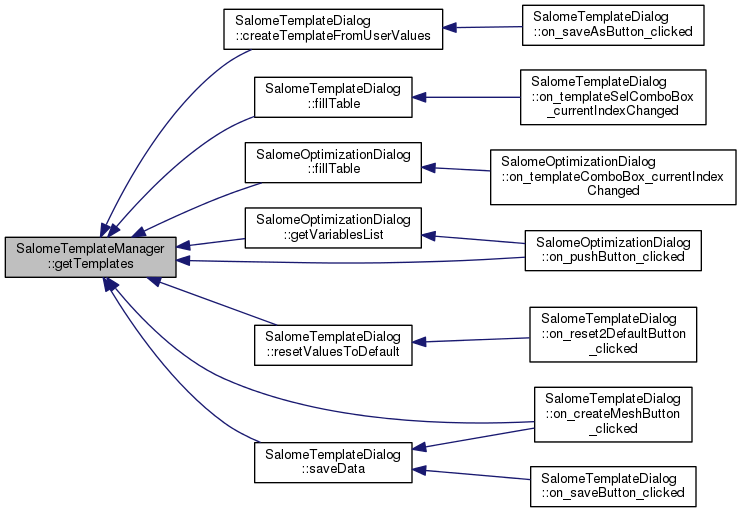 SalomeTemplateDialog
::createTemplateFromUserValues
SalomeTemplateDialog
::on_saveAsButton_clicked
SalomeTemplateDialog
::fillTable
SalomeTemplateDialog
::on_templateSelComboBox
_currentIndexChanged
SalomeOptimizationDialog
::fillTable
SalomeOptimizationDialog
::on_templateComboBox_currentIndex
Changed
SalomeTemplateManager
::getTemplates
SalomeOptimizationDialog
::getVariablesList
SalomeOptimizationDialog
::on_pushButton_clicked
SalomeTemplateDialog
::resetValuesToDefault
SalomeTemplateDialog
::on_reset2DefaultButton
_clicked
SalomeTemplateDialog
::on_createMeshButton
_clicked
SalomeTemplateDialog
::saveData
SalomeTemplateDialog
::on_saveButton_clicked